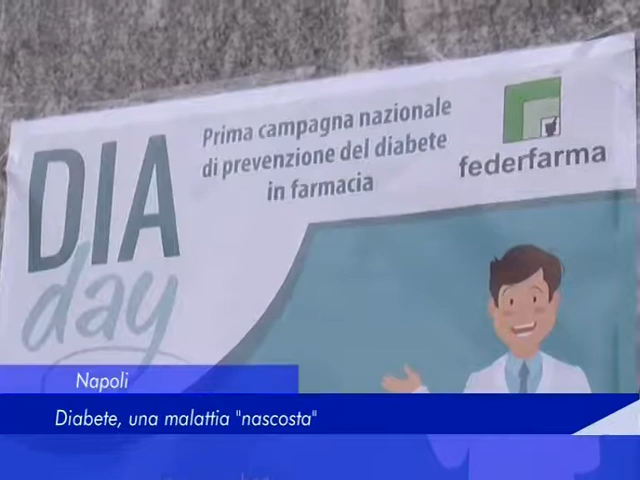 DIA
day
Prima campagna nazionale
di prevenzione del diabete
in farmacia
federfarma
Napoli
Diabete, una malattia "nascosta"